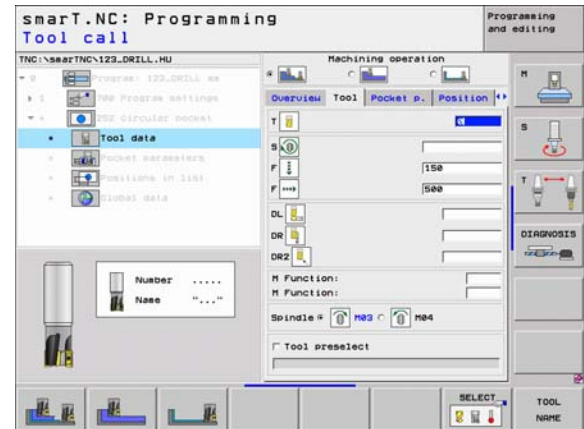 smarT.NC: Programming
Tool call
Programming
and editing
TNC:\smarTNC\123_DRILL.HU
0 Program: 123_DRILL mm
1 700 Program settings
252 Circular pocket
Tool data
Pocket parameters
Positions in list
Global data
Number .....
Name "..."
Machining operation
Overview Tool Pocket p. Position
T
S
F 150
F 500
DL
DR
DR2
M Function:
M Function:
Spindle M03 M04
Tool preselect
M
S
T
DIAGNOSIS
SELECT
TOOL
NAME